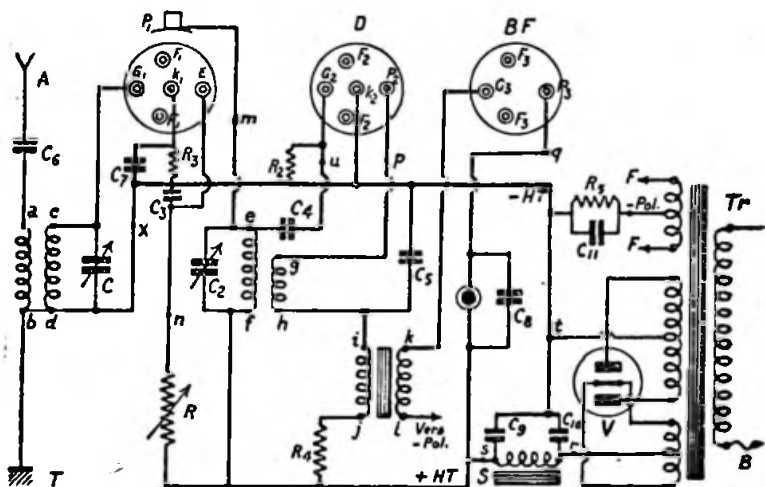 P₁
D
BF
A
F₁
G₁
K₁
E
F₁
F₂
G₂
K₂
P₂
F₂
F₃
G₃
P₃
F₃
m
q
C₆
C₇
R₃
R₂
u
p
R₅
F
- Pol.
Tr
C₃
- HT
C₁₁
F
a
c
x
e
C₄
C
C₂
g
C₅
C₈
b
d
n
f
h
t
i
k
V
R
j
l
Vers
- Pol.
C₉
C₁₀
R₄
s
r
T
+ HT
S
B